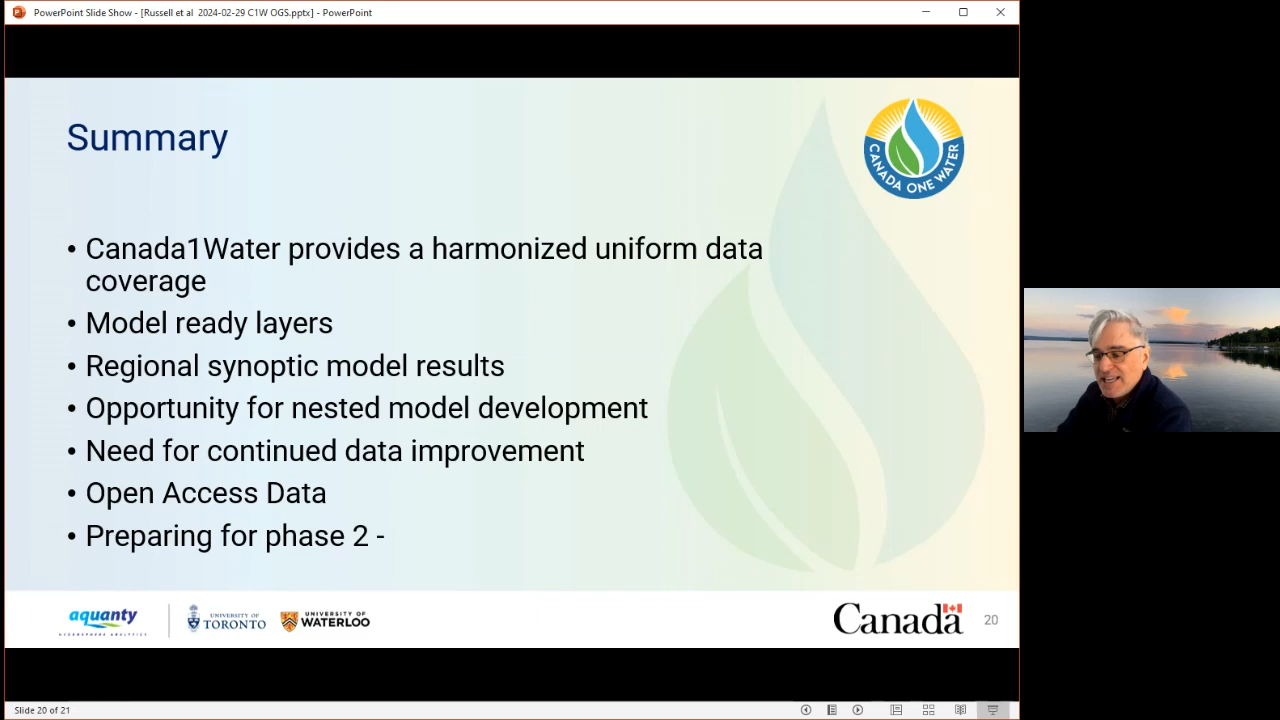 PowerPoint Slide Show - [Russell et al 2024-02-29 C1W OGS.pptx] - PowerPoint
Summary
CANADA ONE WATER
• Canada1Water provides a harmonized uniform data
coverage
• Model ready layers
• Regional synoptic model results
• Opportunity for nested model development
• Need for continued data improvement
• Open Access Data
• Preparing for phase 2 -
aquanty
HYDROSPHERE ANALYTICS
UNIVERSITY OF
TORONTO
UNIVERSITY OF
WATERLOO
Canada
20
Slide 20 of 21